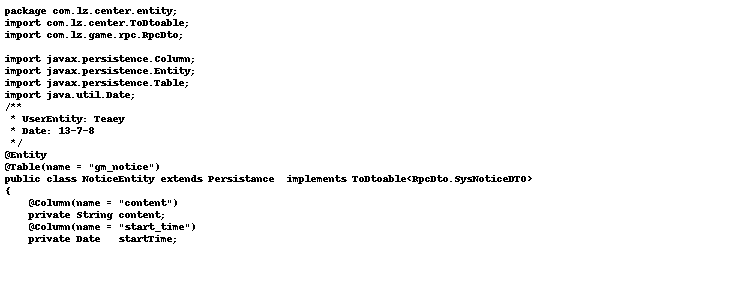 package com.lz.center.entity;
import com.lz.center.ToDtoable;
import com.lz.game.rpc.RpcDto;
import javax.persistence.Column;
import javax.persistence.Entity;
import javax.persistence.Table;
import java.util.Date;
/**
 * UserEntity: Teaey
 * Date: 13-7-8
 */
@Entity
@Table(name = "gm_notice")
public class NoticeEntity extends Persistance  implements ToDtoable<RpcDto.SysNoticeDTO>
{
    @Column(name = "content")
    private String content;
    @Column(name = "start_time")
    private Date   startTime;